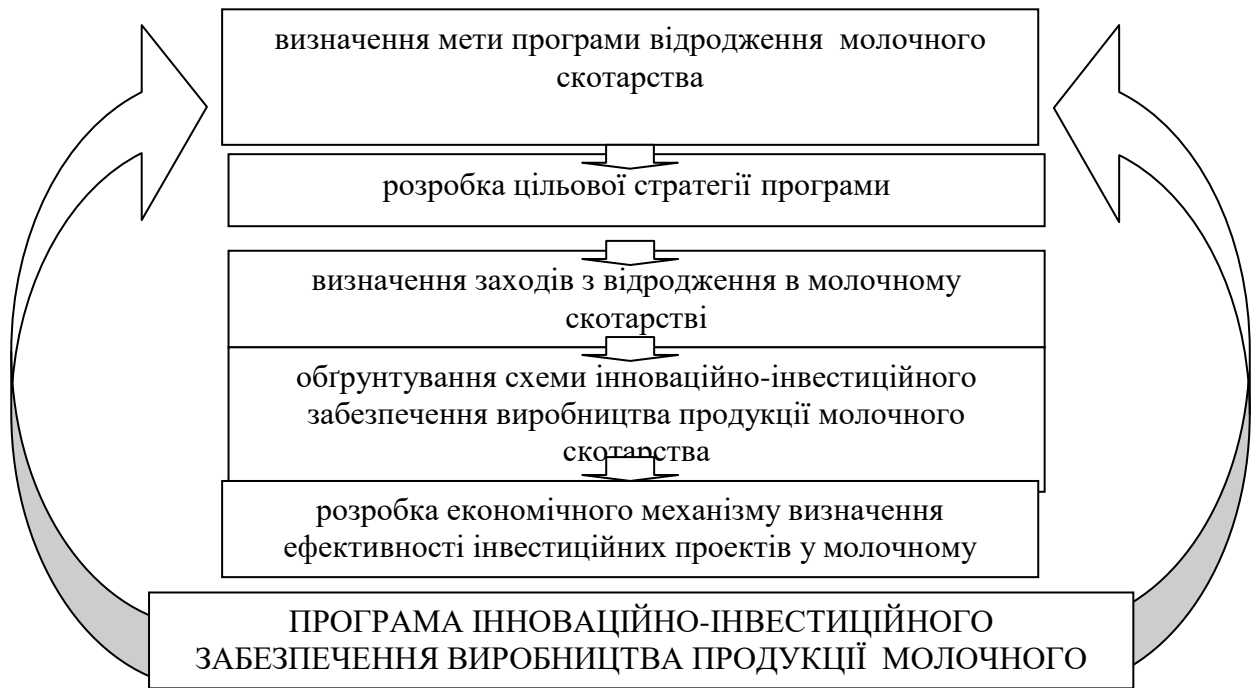 визначення мети програми відродження молочного
скотарства
розробка цільової стратегії програми
визначення заходів з відродження в молочному
скотарстві
обґрунтування схеми інноваційно-інвестиційного
забезпечення виробництва продукції молочного
скотарства
розробка економічного механізму визначення
ефективності інвестиційних проектів у молочному
ПРОГРАМА ІННОВАЦІЙНО-ІНВЕСТИЦІЙНОГО
ЗАБЕЗПЕЧЕННЯ ВИРОБНИЦТВА ПРОДУКЦІЇ МОЛОЧНОГО